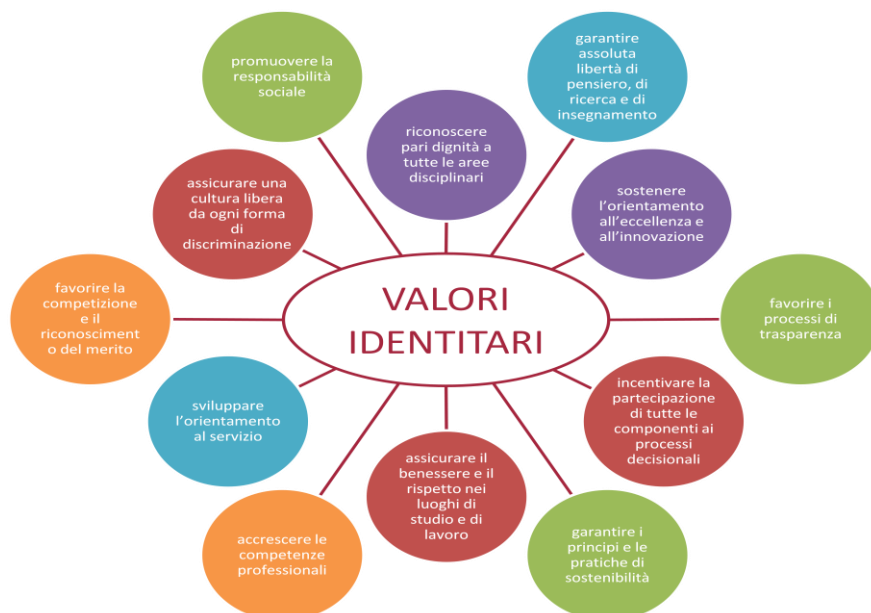 promuovere la
responsabilità
sociale
garantire
assoluta
libertà di
pensiero, di
ricerca e di
insegnamento
riconoscere
pari dignità a
tutte le aree
disciplinari
assicurare una
cultura libera
da ogni forma
di
discriminazione
sostenere
l'orientamento
all'eccellenza e
all'innovazione
favorire la
competizione
e il
riconosciment
o del merito
VALORI
IDENTITARI
favorire i
processi di
trasparenza
sviluppare
l'orientamento
al servizio
incentivare la
partecipazione
di tutte le
componenti ai
processi
decisionali
assicurare il
benessere e il
rispetto nei
luoghi di
studio e di
lavoro
accrescere le
competenze
professionali
garantire i
principi e le
pratiche di
sostenibilità